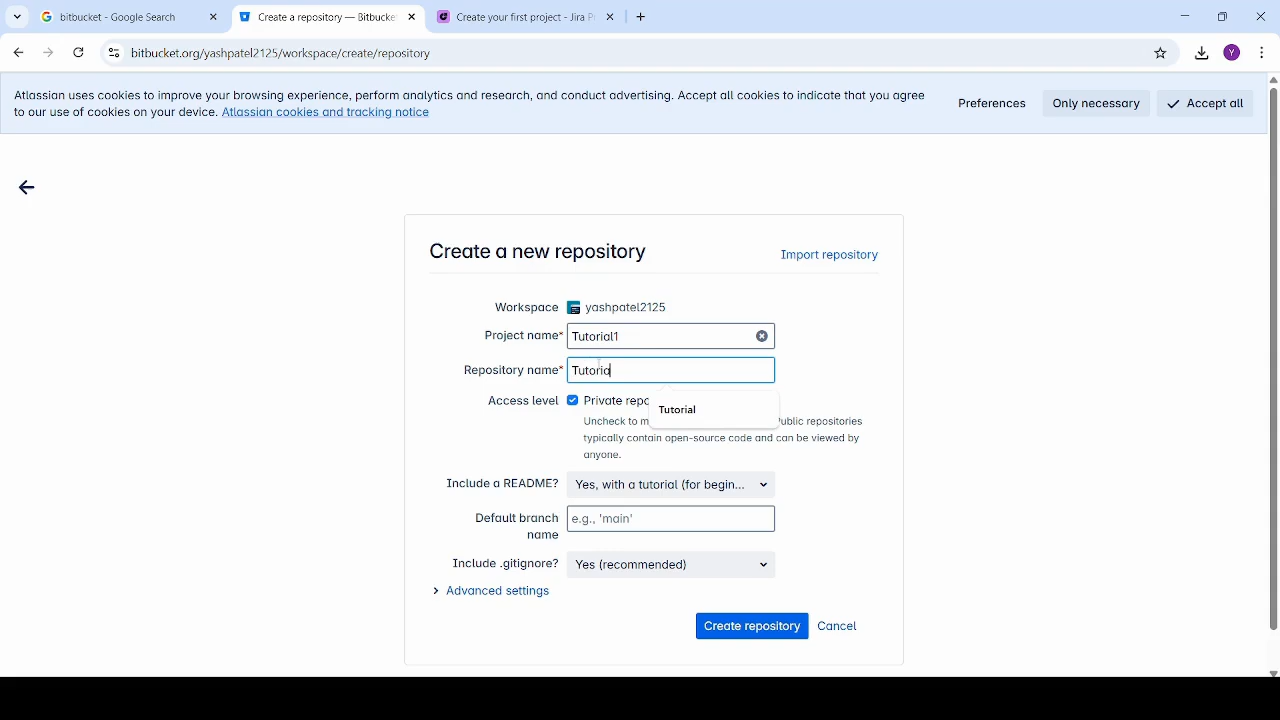 bitbucket - Google Search
Create a repository — Bitbucke
Create your first project - Jira P
bitbucket.org/yashpatel2125/workspace/create/repository
Y
Atlassian uses cookies to improve your browsing experience, perform analytics and research, and conduct advertising. Accept all cookies to indicate that you agree
to our use of cookies on your device. Atlassian cookies and tracking notice
Preferences
Only necessary
Accept all
Create a new repository
Import repository
Workspace yashpatel2125
Project name* Tutorial1
Repository name* Tutoria
Tutorial
Access level Private repo
Uncheck to m Public repositories
typically contain open-source code and can be viewed by
anyone.
Include a README? Yes, with a tutorial (for begin...
Default branch
name
e.g., 'main'
Include .gitignore? Yes (recommended)
Advanced settings
Create repository Cancel